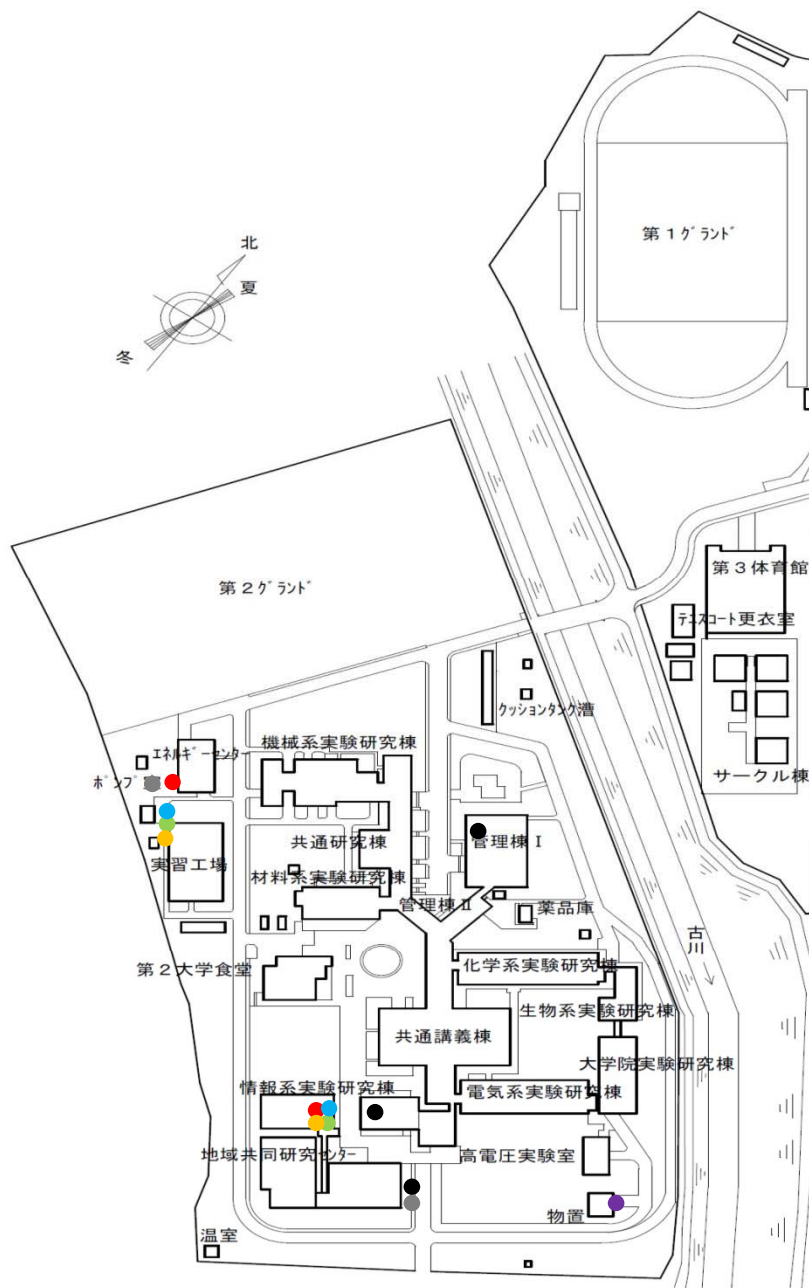 第１ｸﾞﾗﾝﾄﾞ
北
夏
冬
第２ｸﾞﾗﾝﾄﾞ
第３体育館
ﾃﾆｽｺｰﾄ更衣室
ｸｯｼｮﾝﾀﾝｸ漕
サークル棟
機械系実験研究棟
ｴﾈﾙｷﾞｰｾﾝﾀｰ
ﾎﾟﾝﾌﾟ
管理棟Ⅰ
共通研究棟
実習工場
材料系実験研究棟
管理棟Ⅱ
薬品庫
古川
第２大学食堂
化学系実験研究棟
生物系実験研究棟
共通講義棟
大学院実験研究棟
情報系実験研究棟
電気系実験研究棟
地域共同研究ｾﾝﾀｰ
高電圧実験室
物置
温室